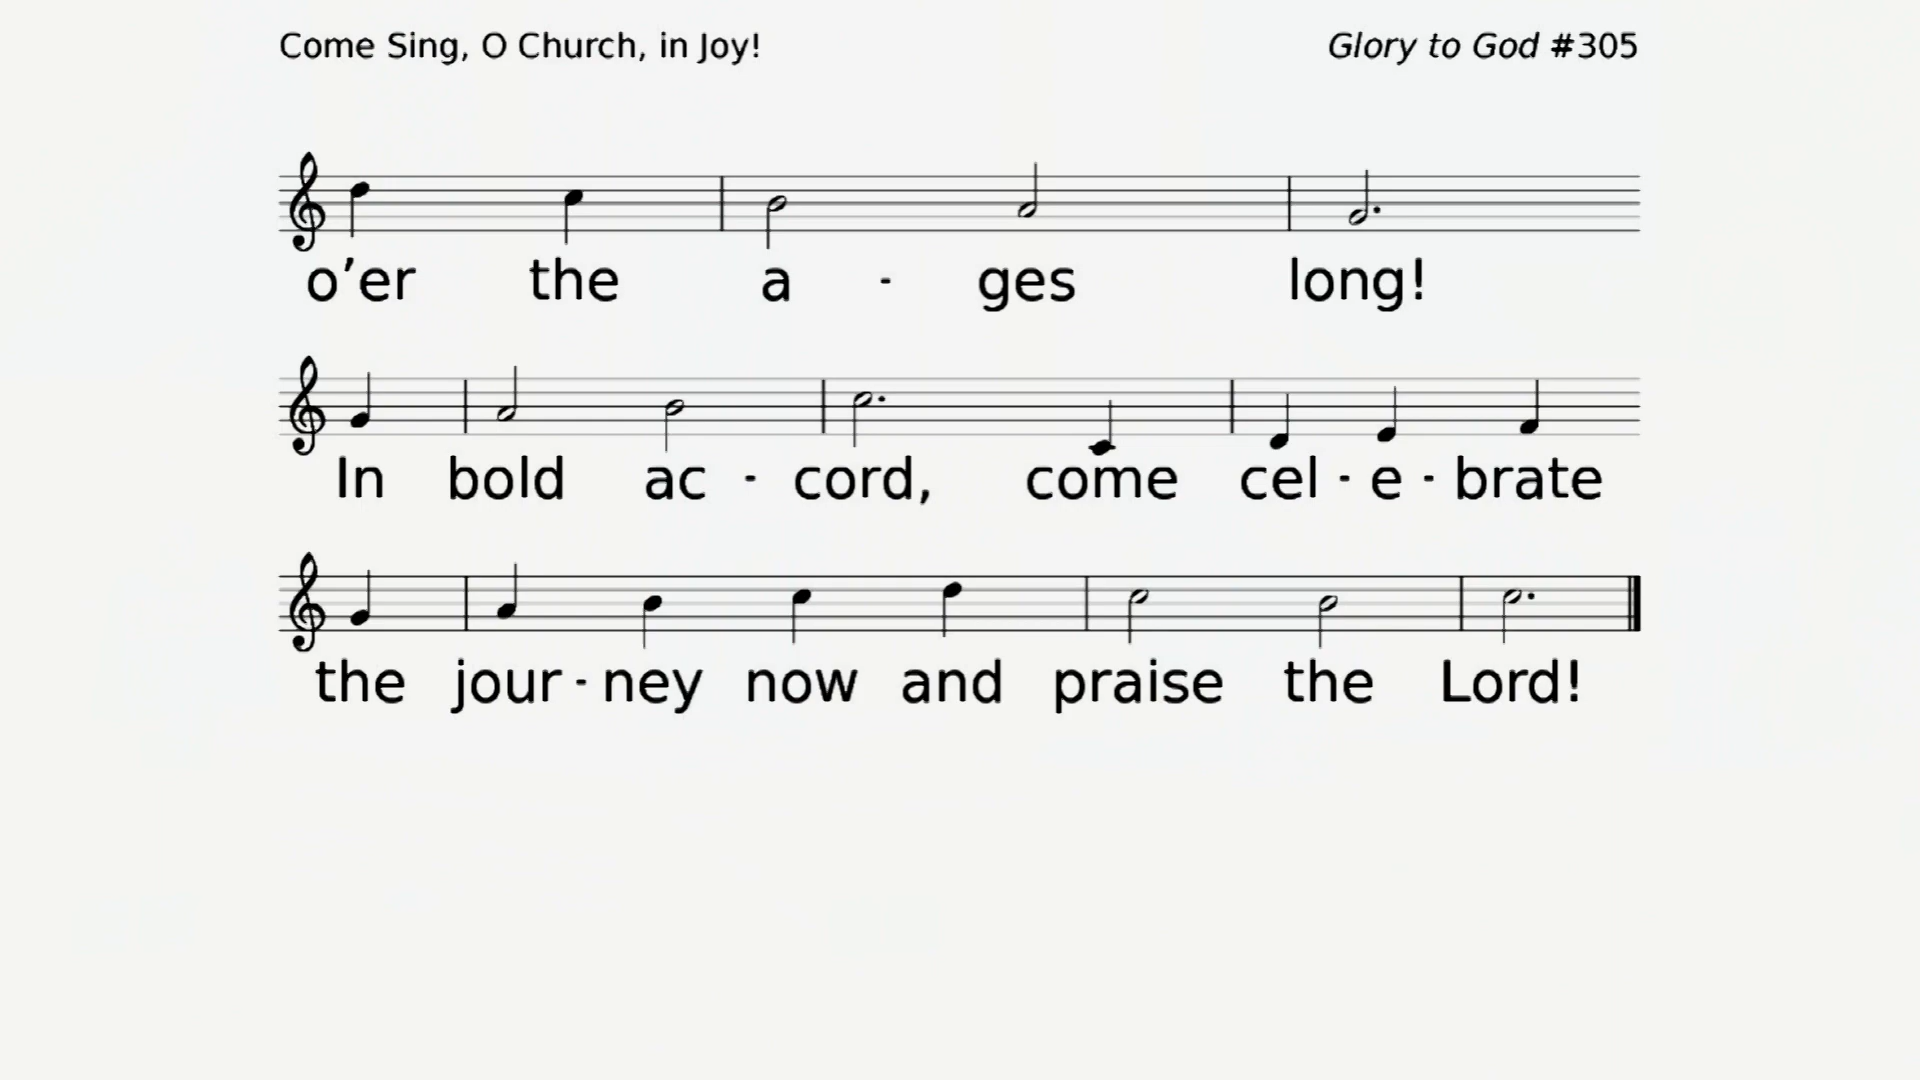 Come Sing, O Church, in Joy!
Glory to God #305
o’er the a - ges long!
In bold ac - cord, come cel - e - brate
the jour - ney now and praise the Lord!